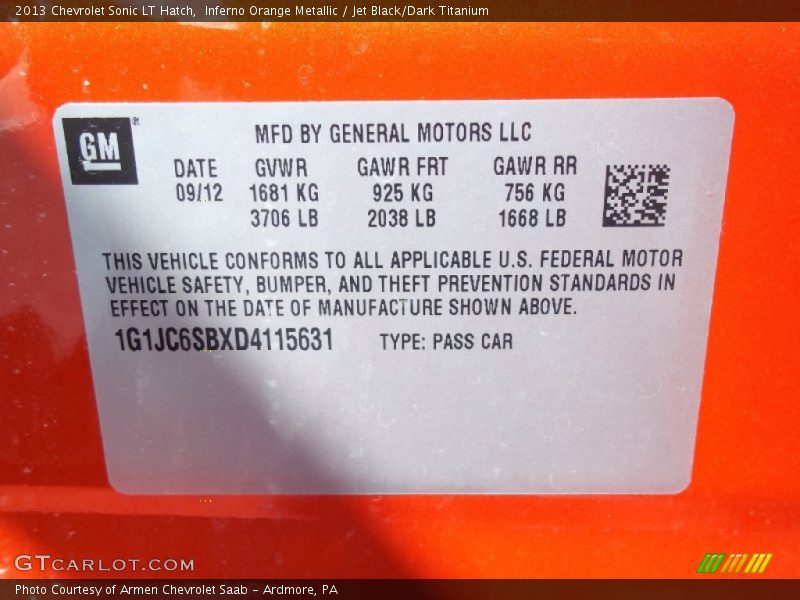 2013 Chevrolet Sonic LT Hatch,  Inferno Orange Metallic / Jet Black/Dark Titanium
GM
MFD BY GENERAL MOTORS LLC
DATE GVWR GAWR FRT GAWR RR
09/12 1681 KG 925 KG 756 KG
3706 LB 2038 LB 1668 LB
THIS VEHICLE CONFORMS TO ALL APPLICABLE U.S. FEDERAL MOTOR
VEHICLE SAFETY, BUMPER, AND THEFT PREVENTION STANDARDS IN
EFFECT ON THE DATE OF MANUFACTURE SHOWN ABOVE.
1G1JC6SBXD4115631 TYPE: PASS CAR
GTCARLOT.COM
Photo Courtesy of Armen Chevrolet Saab - Ardmore, PA